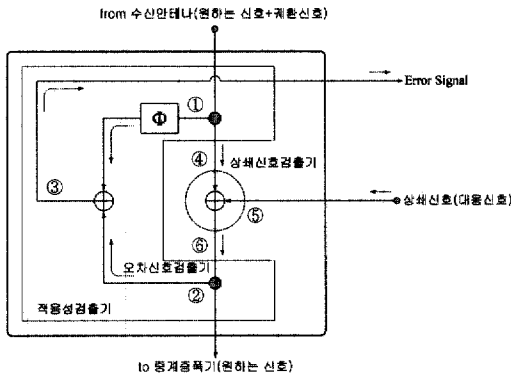 from 수신안테나(원하는 신호+궤환신호)
Error Signal
①
Φ
④
상쇄신호검출기
③
⑤
상쇄신호(대응신호)
⑥
오차신호검출기
②
적응성검출기
to 중계증폭기(원하는 신호)